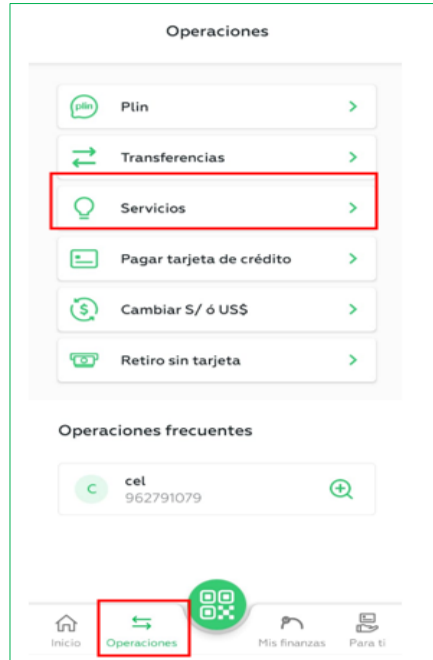 Operaciones
plin
Plin
Transferencias
Servicios
Pagar tarjeta de crédito
$
Cambiar S/ ó US$
Retiro sin tarjeta
Operaciones frecuentes
C
cel
962791079
Inicio
Operaciones
Mis finanzas
Para ti